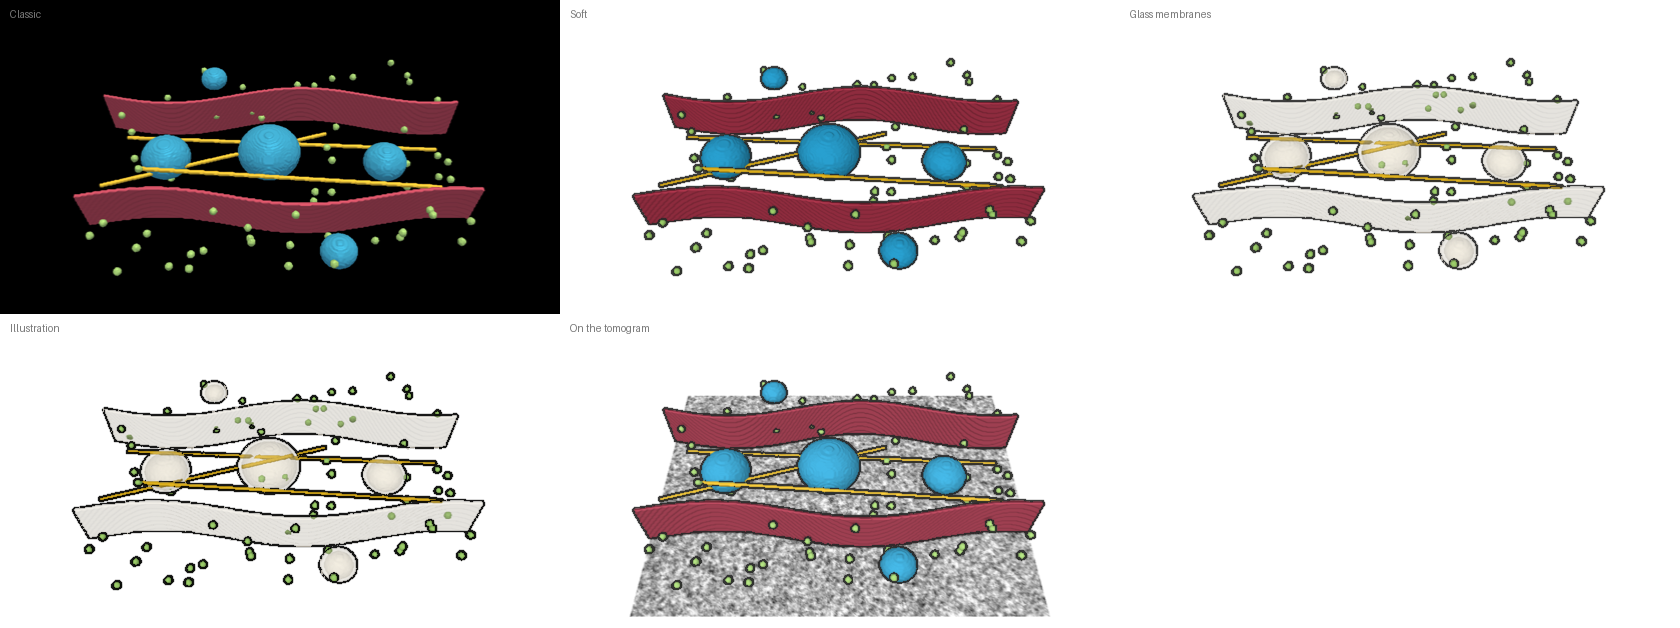 Classic
Soft
Glass membranes
Illustration
On the tomogram